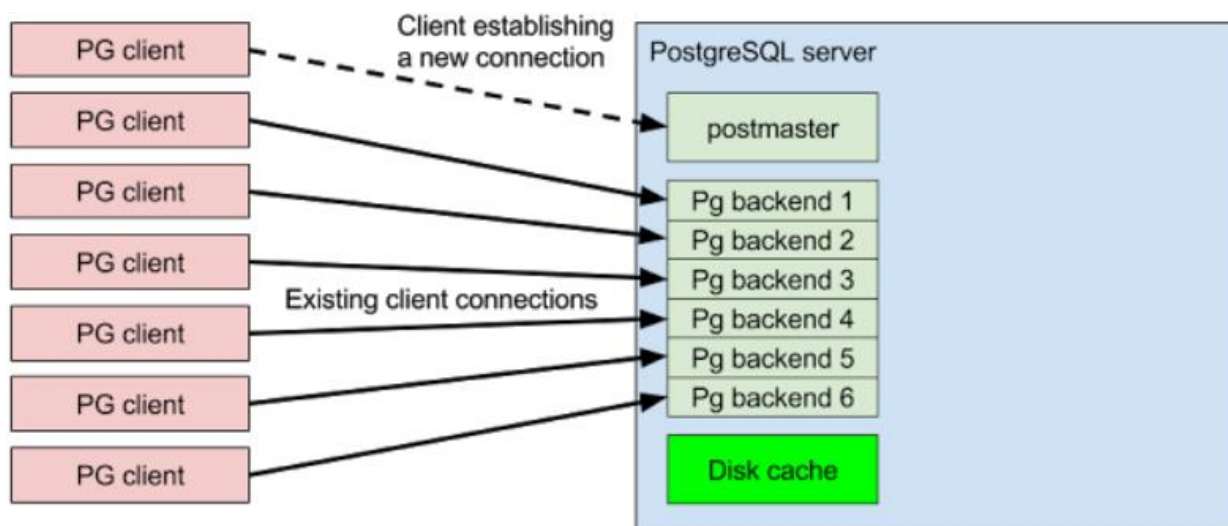 PG client
Client establishing
a new connection
PostgreSQL server
PG client
postmaster
PG client
Pg backend 1
Pg backend 2
PG client
Pg backend 3
Existing client connections
Pg backend 4
PG client
Pg backend 5
PG client
Pg backend 6
PG client
Disk cache